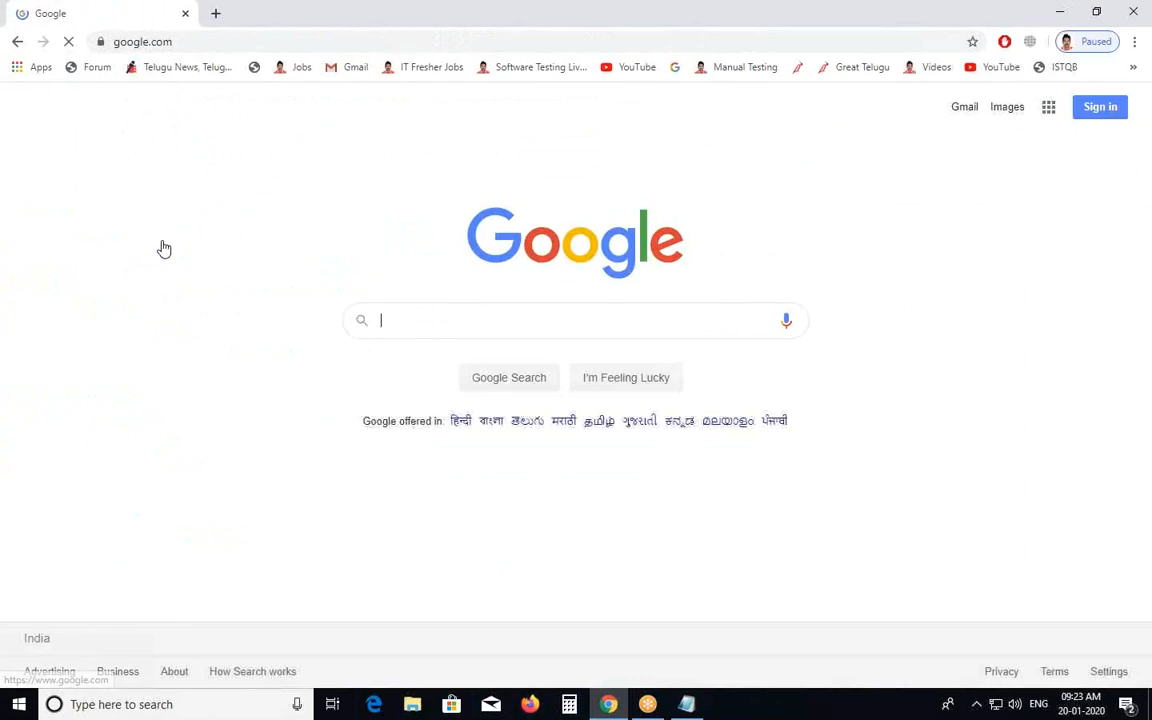 Google
google.com
Paused
Apps Forum Telugu News, Telug... Jobs Gmail IT Fresher Jobs Software Testing Liv... YouTube Manual Testing Great Telugu Videos YouTube ISTQB »
Gmail Images Sign in
Google
Google Search I'm Feeling Lucky
Google offered in: हिन्दी বাংলা తెలుగు मराठी தமிழ் ગુજરાતી ಕನ್ನಡ മലയാളം ਪੰਜਾਬੀ
India
Advertising Business About How Search works Privacy Terms Settings
https://www.google.com
Type here to search
ENG
09:23 AM
20-01-2020
2